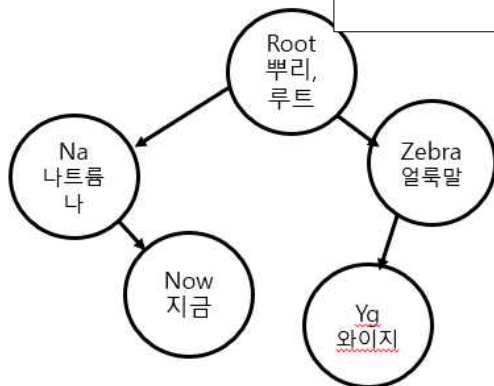 Root
뿌리,
루트
Na
나트륨
나
Zebra
얼룩말
Now
지금
Yg
와이지